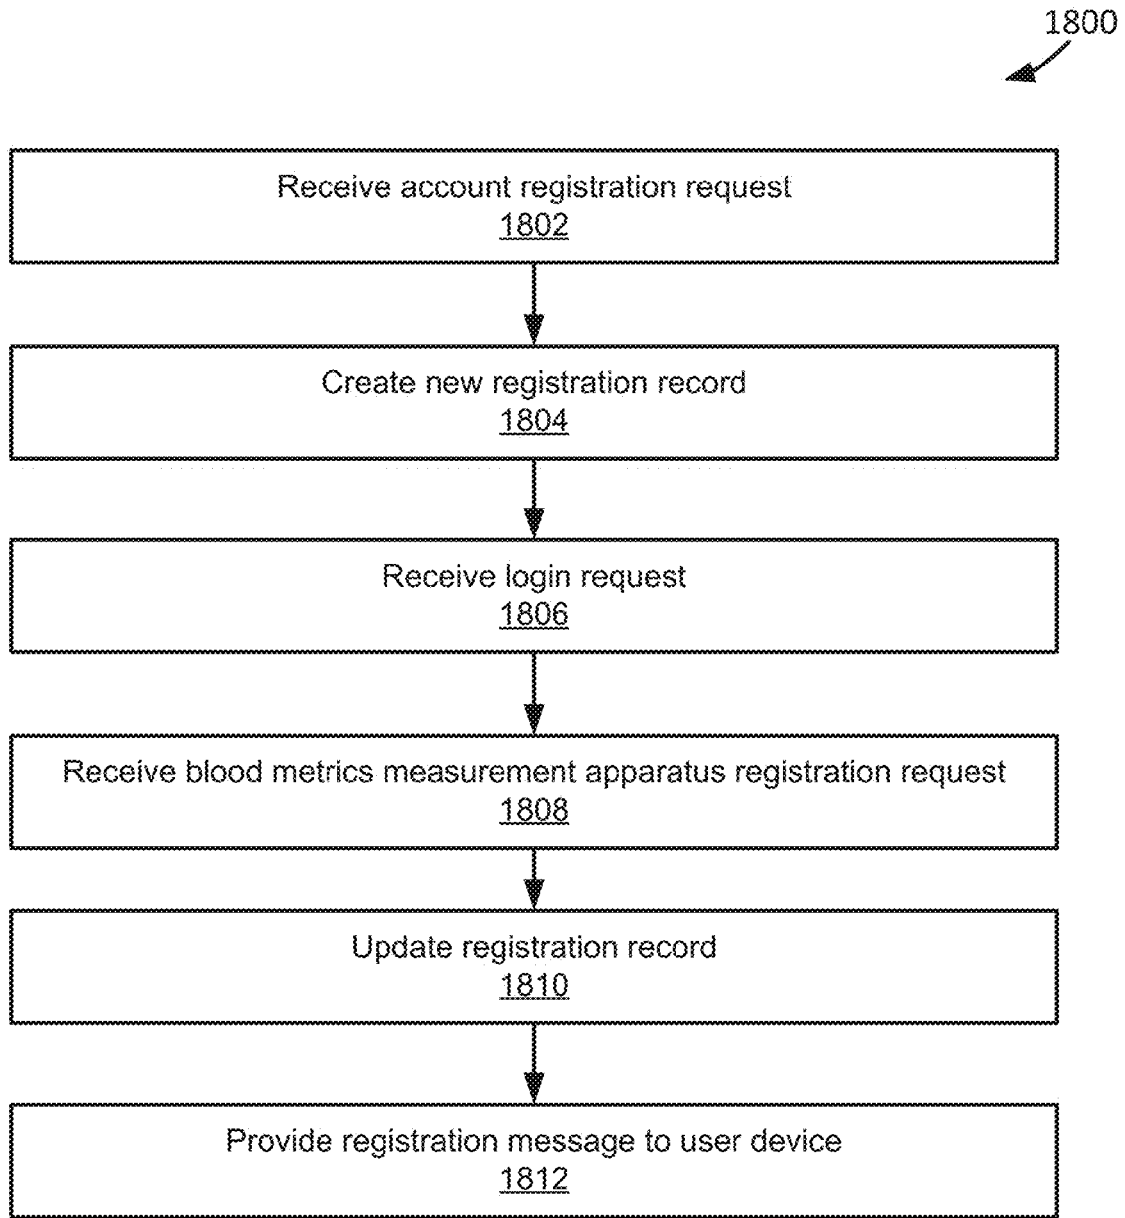 1800
Receive account registration request
1802
Create new registration record
1804
Receive login request
1806
Receive blood metrics measurement apparatus registration request
1808
Update registration record
1810
Provide registration message to user device
1812